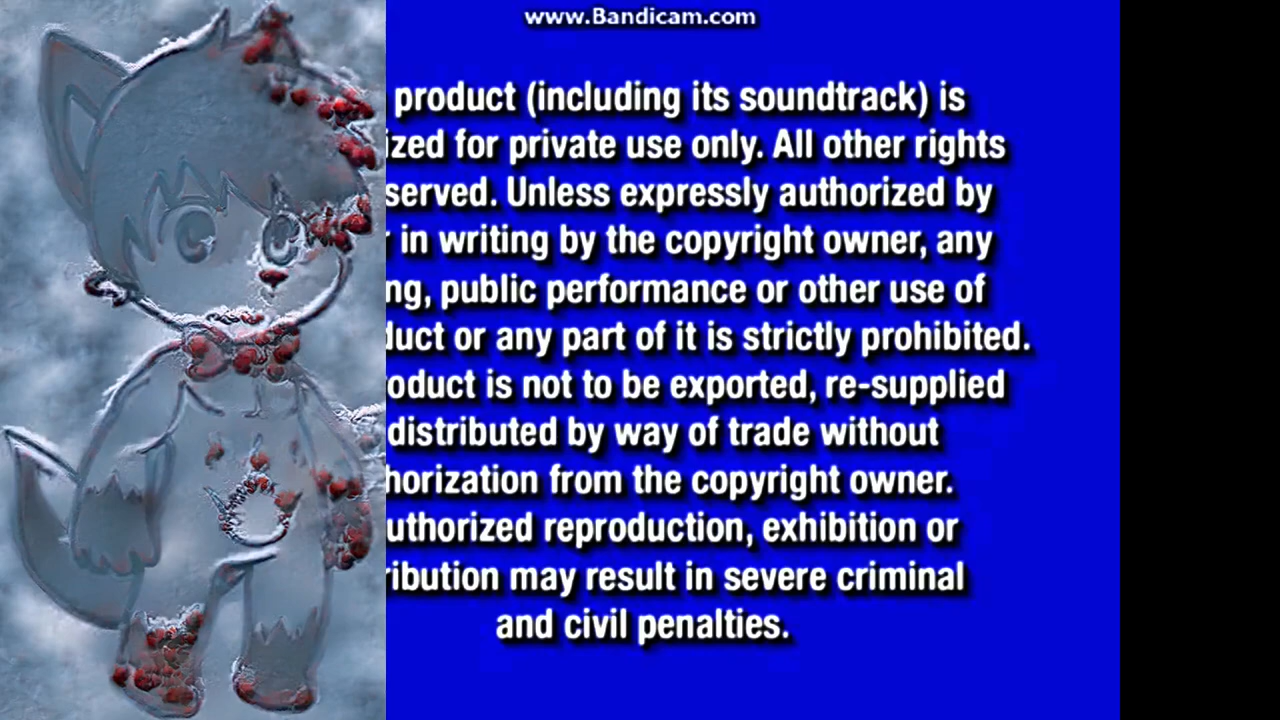 www.Bandicam.com
product (including its soundtrack) is
ized for private use only. All other rights
served. Unless expressly authorized by
r in writing by the copyright owner, any
ng, public performance or other use of
duct or any part of it is strictly prohibited.
oduct is not to be exported, re-supplied
distributed by way of trade without
horization from the copyright owner.
uthorized reproduction, exhibition or
ribution may result in severe criminal
and civil penalties.